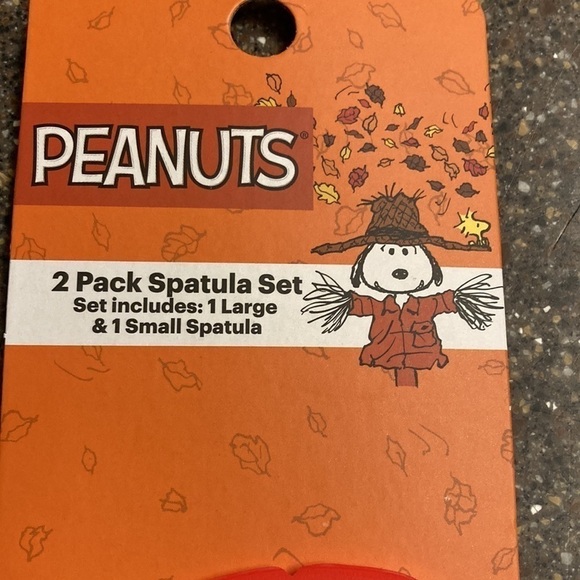 PEANUTS®
2 Pack Spatula Set
Set includes: 1 Large
& 1 Small Spatula